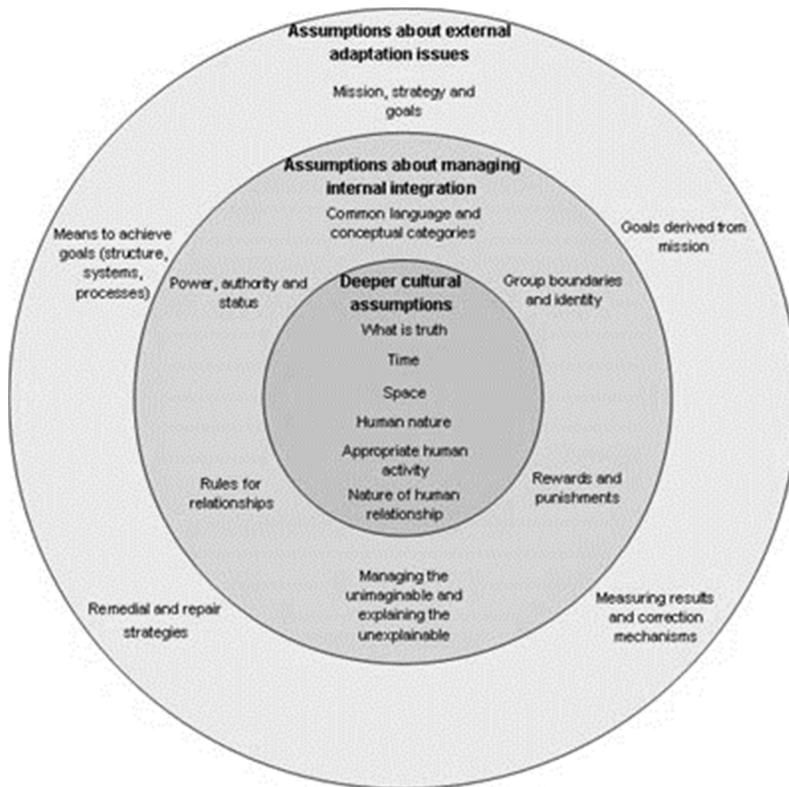 Assumptions about external
adaptation issues
Mission, strategy and
goals
Assumptions about managing
internal integration
Common language and
conceptual categories
Means to achieve
goals (structure,
systems,
processes)
Goals derived from
mission
Power, authority and
status
Group boundaries
and identity
Deeper cultural
assumptions
What is truth
Time
Space
Human nature
Appropriate human
activity
Nature of human
relationship
Rules for
relationships
Rewards and
punishments
Managing the
unimaginable and
explaining the
unexplainable
Remedial and repair
strategies
Measuring results
and correction
mechanisms